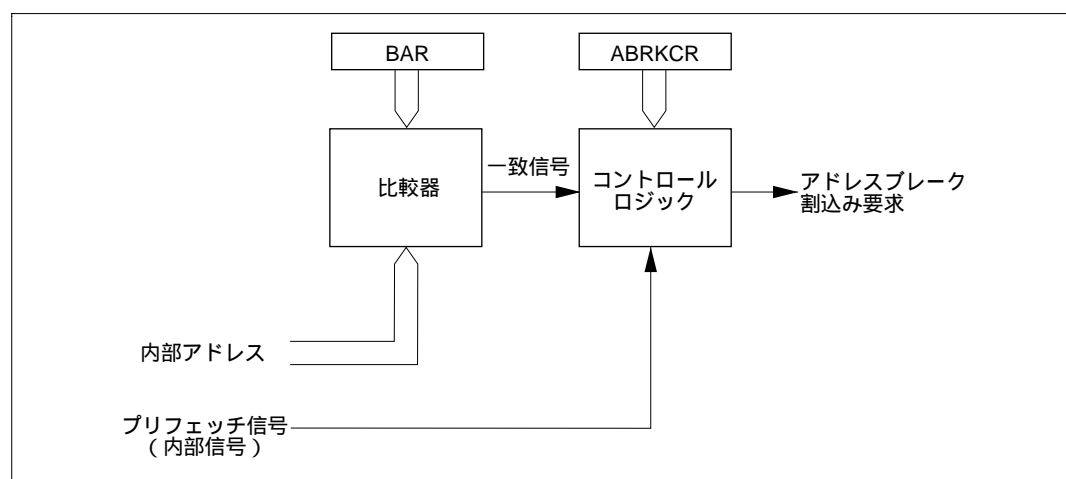 BAR
ABRKCR
比較器
一致信号
コントロール
ロジック
アドレスブレーク
割込み要求
内部アドレス
プリフェッチ信号
（内部信号）